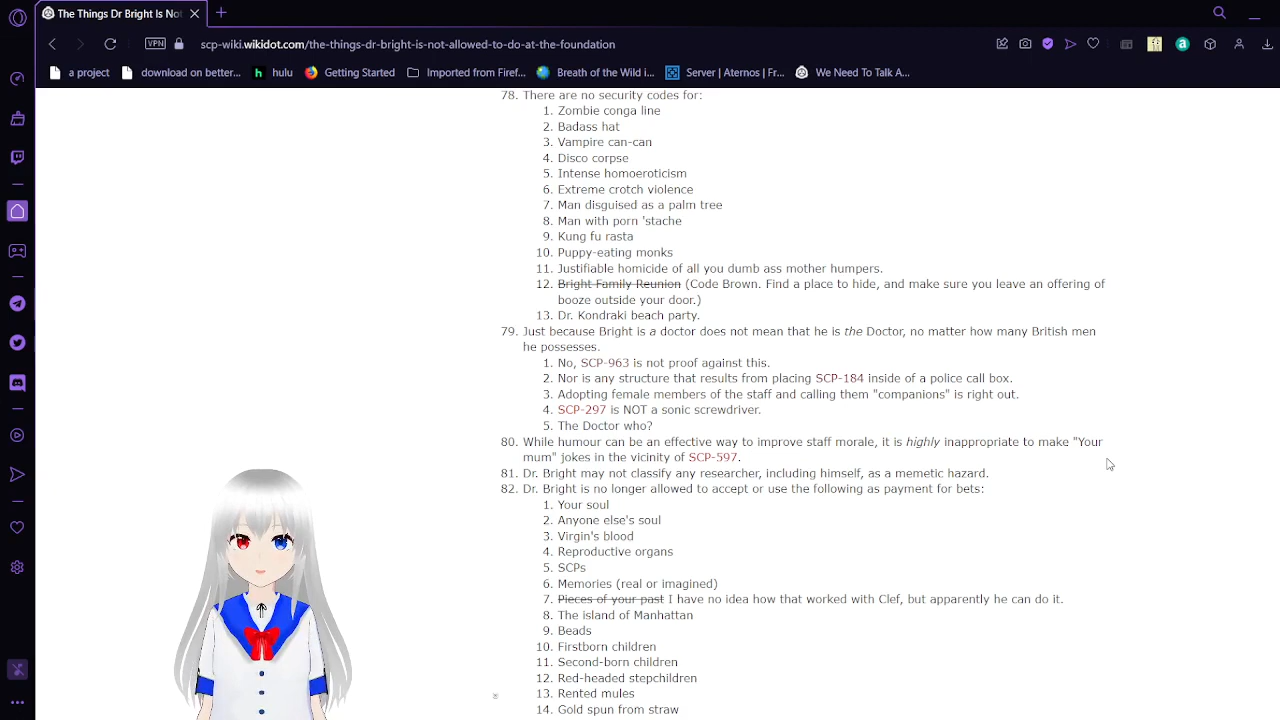 The Things Dr Bright Is Not
VPN
scp-wiki.wikidot.com/the-things-dr-bright-is-not-allowed-to-do-at-the-foundation
a project
download on better...
hulu
Getting Started
Imported from Firef...
Breath of the Wild i...
Server | Aternos | Fr...
We Need To Talk A...
78. There are no security codes for:
1. Zombie conga line
2. Badass hat
3. Vampire can-can
4. Disco corpse
5. Intense homoeroticism
6. Extreme crotch violence
7. Man disguised as a palm tree
8. Man with porn 'stache
9. Kung fu rasta
10. Puppy-eating monks
11. Justifiable homicide of all you dumb ass mother humpers.
12. Bright Family Reunion (Code Brown. Find a place to hide, and make sure you leave an offering of
booze outside your door.)
13. Dr. Kondraki beach party.
79. Just because Bright is a doctor does not mean that he is the Doctor, no matter how many British men
he possesses.
1. No, SCP-963 is not proof against this.
2. Nor is any structure that results from placing SCP-184 inside of a police call box.
3. Adopting female members of the staff and calling them "companions" is right out.
4. SCP-297 is NOT a sonic screwdriver.
5. The Doctor who?
80. While humour can be an effective way to improve staff morale, it is highly inappropriate to make "Your
mum" jokes in the vicinity of SCP-597.
81. Dr. Bright may not classify any researcher, including himself, as a memetic hazard.
82. Dr. Bright is no longer allowed to accept or use the following as payment for bets:
1. Your soul
2. Anyone else's soul
3. Virgin's blood
4. Reproductive organs
5. SCPs
6. Memories (real or imagined)
7. Pieces of your past I have no idea how that worked with Clef, but apparently he can do it.
8. The island of Manhattan
9. Beads
10. Firstborn children
11. Second-born children
12. Red-headed stepchildren
13. Rented mules
14. Gold spun from straw